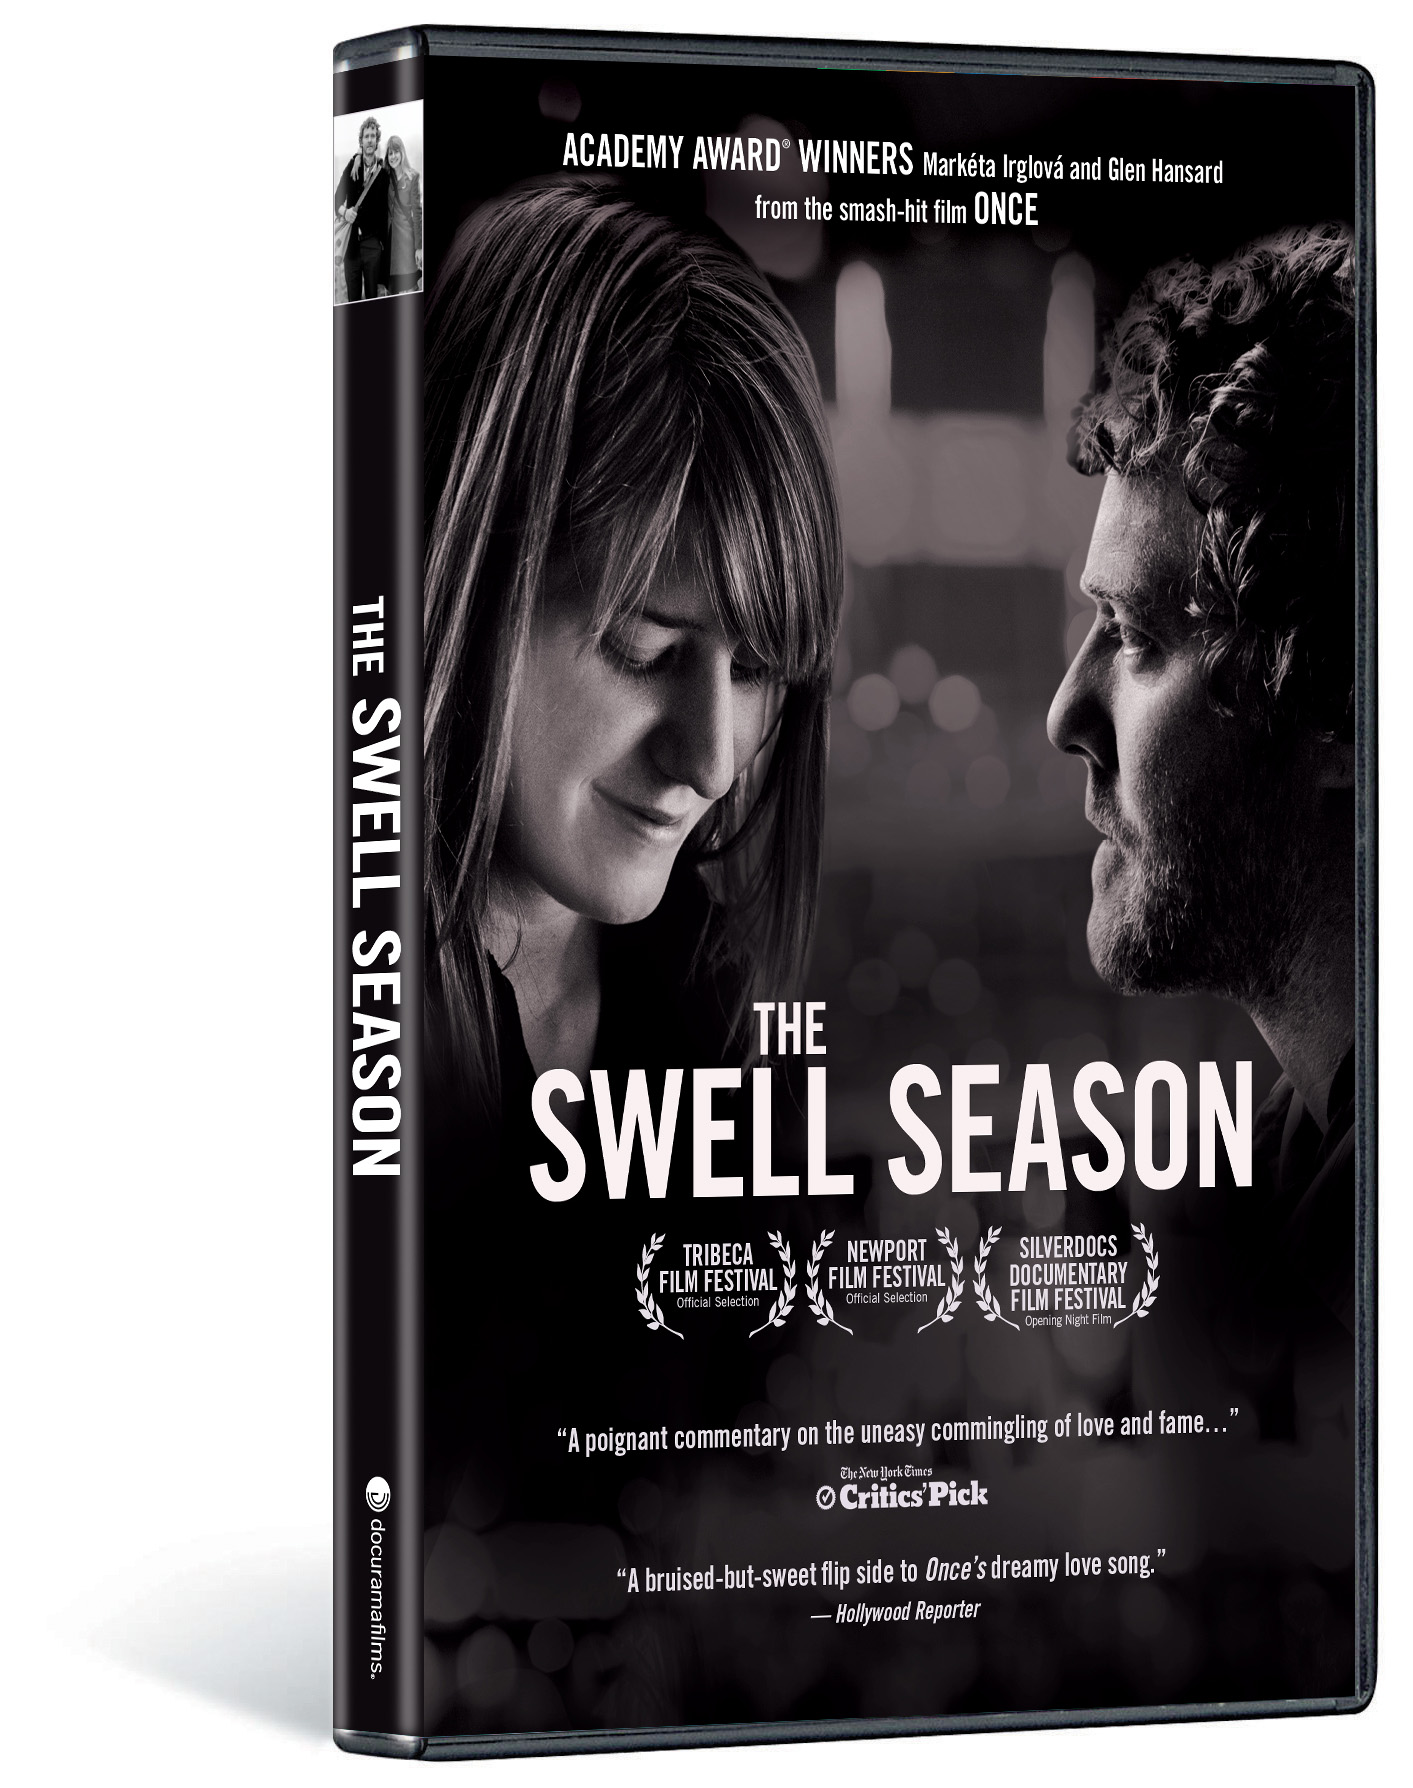 ACADEMY AWARD® WINNERS Markéta Irglová and Glen Hansard
from the smash-hit film ONCE
THE
SWELL SEASON
TRIBECA
FILM FESTIVAL
Official Selection
NEWPORT
FILM FESTIVAL
Official Selection
SILVERDOCS
DOCUMENTARY
FILM FESTIVAL
Opening Night Film
“A poignant commentary on the uneasy commingling of love and fame…”
The New York Times
Critics’ Pick
“A bruised-but-sweet flip side to Once’s dreamy love song.”
— Hollywood Reporter
THE SWELL SEASON
docuramafilms®